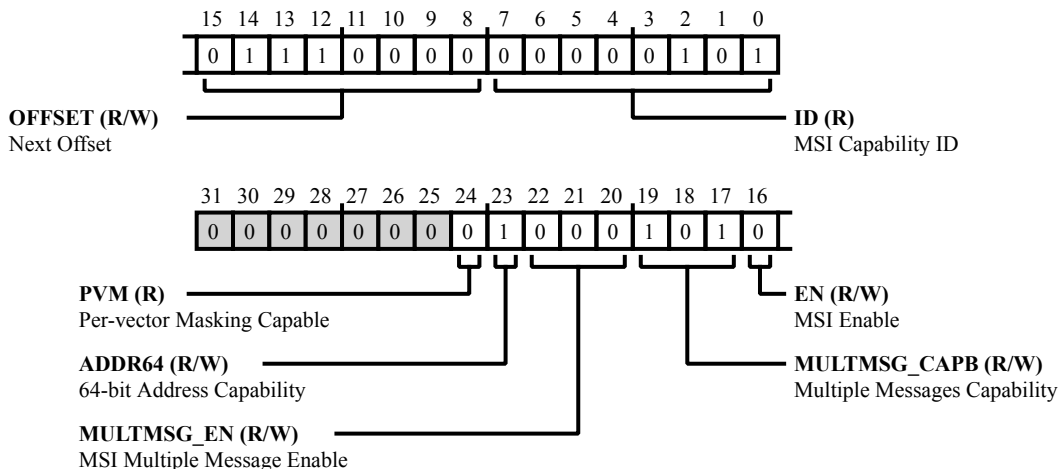 15 14 13 12 11 10 9 8 7 6 5 4 3 2 1 0
0 1 1 1 0 0 0 0 0 0 0 0 0 1 0 1
OFFSET (R/W) ID (R)
Next Offset MSI Capability ID
31 30 29 28 27 26 25 24 23 22 21 20 19 18 17 16
0 0 0 0 0 0 0 0 1 0 0 0 1 0 1 0
PVM (R) EN (R/W)
Per-vector Masking Capable MSI Enable
ADDR64 (R/W) MULTMSG_CAPB (R/W)
64-bit Address Capability Multiple Messages Capability
MULTMSG_EN (R/W)
MSI Multiple Message Enable